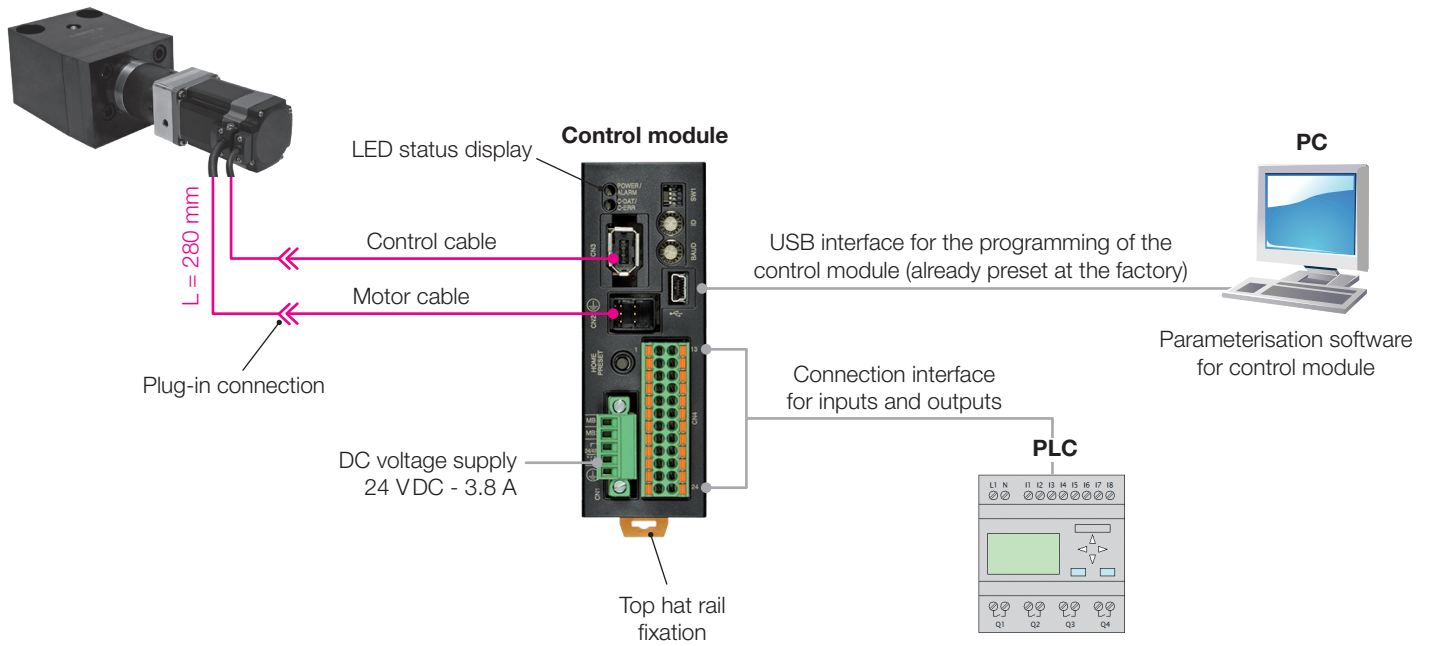 Control module
PC
LED status display
POWER /
ALARM
C-DAT/
C-ERR
SW1
ID
BAUD
CN3
L = 280 mm
Control cable
Motor cable
Plug-in connection
USB interface for the programming of the
control module (already preset at the factory)
Parameterisation software
for control module
CN2
HOME
PRESET
1
13
CN4
24
MB
MB
CN1
Connection interface
for inputs and outputs
DC voltage supply
24 VDC - 3.8 A
Top hat rail
fixation
PLC
L1 N I1 I2 I3 I4 I5 I6 I7 I8
Q1 Q2 Q3 Q4